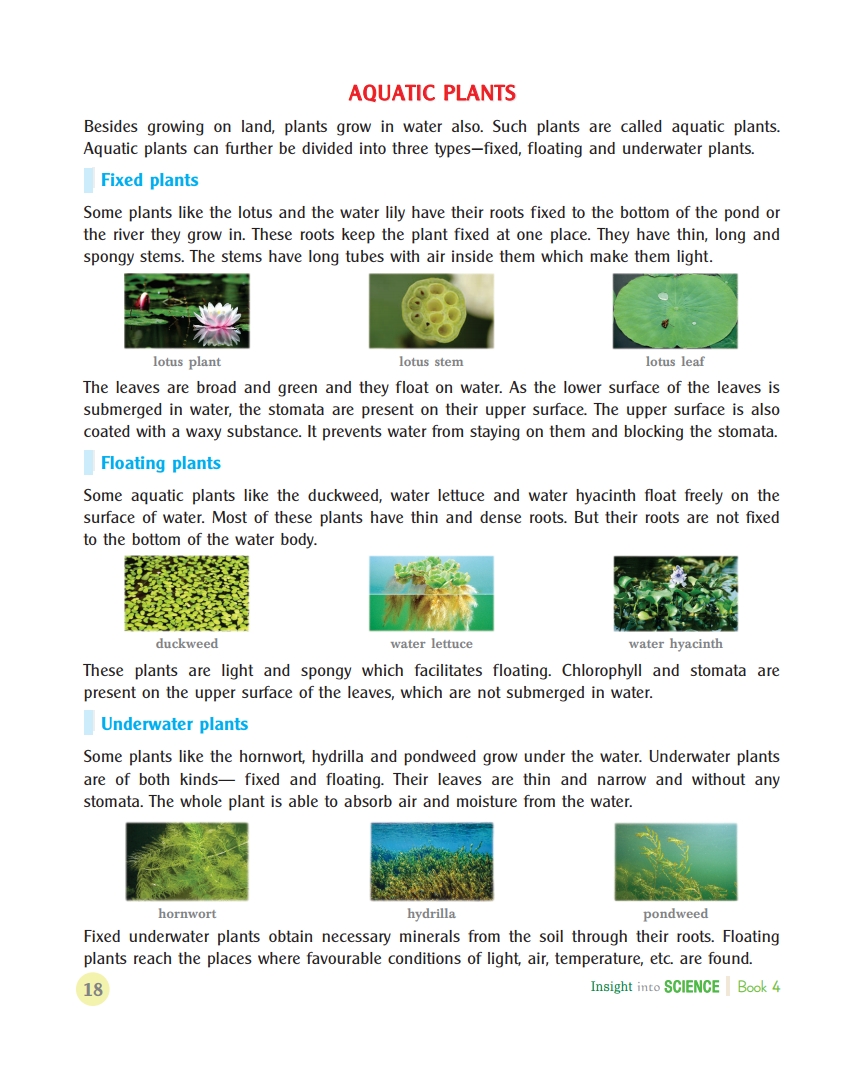 AQUATIC PLANTS
Besides growing on land, plants grow in water also. Such plants are called aquatic plants.
Aquatic plants can further be divided into three types—fixed, floating and underwater plants.
Fixed plants
Some plants like the lotus and the water lily have their roots fixed to the bottom of the pond or
the river they grow in. These roots keep the plant fixed at one place. They have thin, long and
spongy stems. The stems have long tubes with air inside them which make them light.
lotus plant
lotus stem
lotus leaf
The leaves are broad and green and they float on water. As the lower surface of the leaves is
submerged in water, the stomata are present on their upper surface. The upper surface is also
coated with a waxy substance. It prevents water from staying on them and blocking the stomata.
Floating plants
Some aquatic plants like the duckweed, water lettuce and water hyacinth float freely on the
surface of water. Most of these plants have thin and dense roots. But their roots are not fixed
to the bottom of the water body.
duckweed
water lettuce
water hyacinth
These plants are light and spongy which facilitates floating. Chlorophyll and stomata are
present on the upper surface of the leaves, which are not submerged in water.
Underwater plants
Some plants like the hornwort, hydrilla and pondweed grow under the water. Underwater plants
are of both kinds— fixed and floating. Their leaves are thin and narrow and without any
stomata. The whole plant is able to absorb air and moisture from the water.
hornwort
hydrilla
pondweed
Fixed underwater plants obtain necessary minerals from the soil through their roots. Floating
plants reach the places where favourable conditions of light, air, temperature, etc. are found.
18
Insight into SCIENCE Book 4